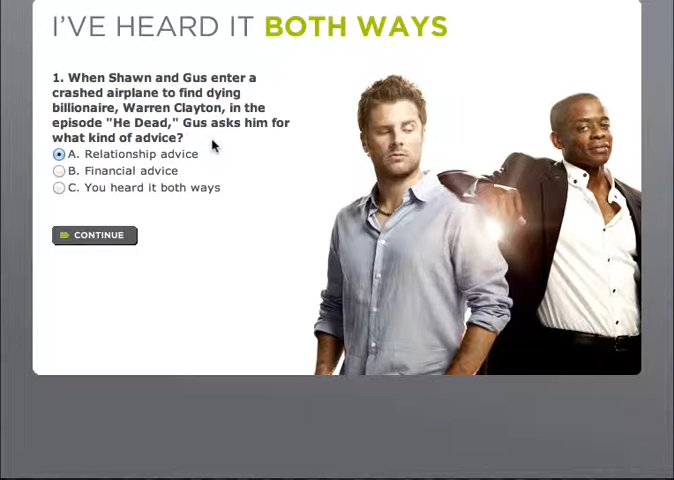 I'VE HEARD IT BOTH WAYS
1. When Shawn and Gus enter a
crashed airplane to find dying
billionaire, Warren Clayton, in the
episode "He Dead," Gus asks him for
what kind of advice?
A. Relationship advice
B. Financial advice
C. You heard it both ways
CONTINUE